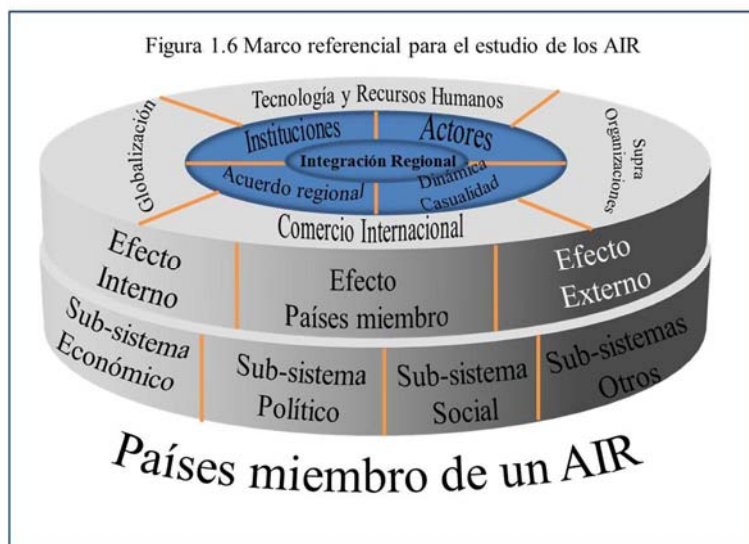 Figura 1.6 Marco referencial para el estudio de los AIR
Tecnología y Recursos Humanos
Globalización
Supra
Organizaciones
Instituciones
Actores
Integración Regional
Acuerdo regional
Dinámica
Casualidad
Comercio Internacional
Efecto
Interno
Efecto
Países miembro
Efecto
Externo
Sub-sistema
Económico
Sub-sistema
Político
Sub-sistema
Social
Sub-sistemas
Otros
Países miembro de un AIR